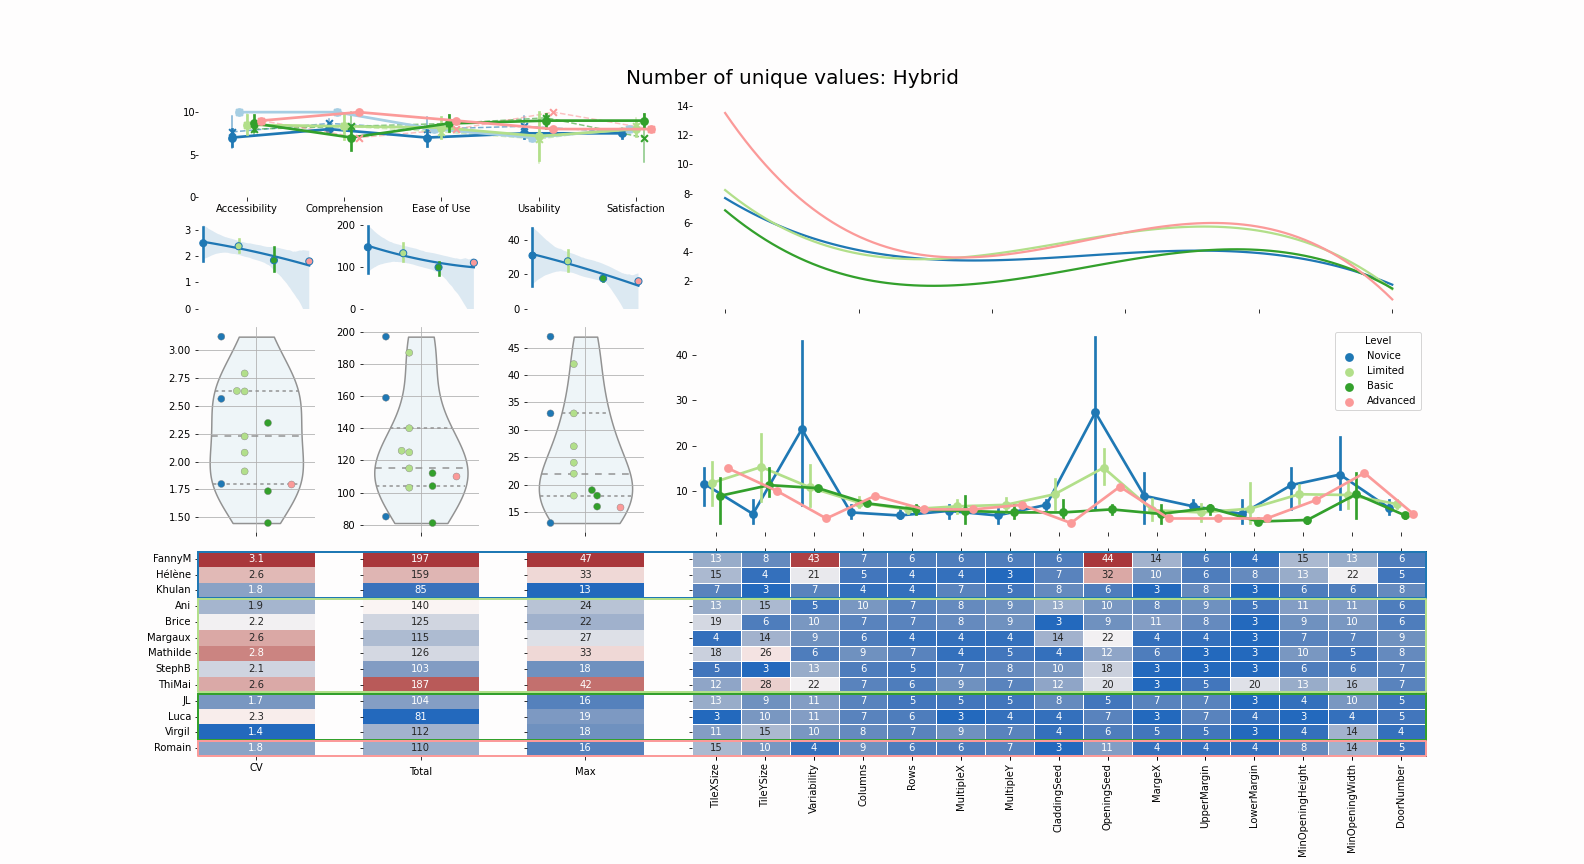 Number of unique values: Hybrid
10
5
0
Accessibility Comprehension Ease of Use Usability Satisfaction
14
12
10
8
6
4
2
3
2
1
0
200
100
0
40
20
0
3.00
2.75
2.50
2.25
2.00
1.75
1.50
200
180
160
140
120
100
80
45
40
35
30
25
20
15
40
30
20
10
Level
Novice
Limited
Basic
Advanced
FannyM 3.1 197 47 13 8 43 7 6 6 6 6 44 14 6 4 15 13 6
Hélène 2.6 159 33 15 4 21 5 4 4 3 7 32 10 6 8 13 22 5
Khulan 1.8 85 13 7 3 7 4 4 7 5 8 6 3 8 3 6 6 8
Ani 1.9 140 24 13 15 5 10 7 8 9 13 10 8 9 5 11 11 6
Brice 2.2 125 22 19 6 10 7 7 8 9 3 9 11 8 3 9 10 6
Margaux 2.6 115 27 4 14 9 6 4 4 4 14 22 4 4 3 7 7 9
Mathilde 2.8 126 33 18 26 6 9 7 4 5 4 12 6 3 3 10 5 8
StephB 2.1 103 18 5 3 13 6 5 7 8 10 18 3 3 3 6 6 7
ThiMai 2.6 187 42 12 28 22 7 6 9 7 12 20 3 5 20 13 16 7
JL 1.7 104 16 13 9 11 7 5 5 5 8 5 7 7 3 4 10 5
Luca 2.3 81 19 3 10 11 7 6 3 4 4 7 3 7 4 3 4 5
Virgil 1.4 112 18 11 15 10 8 7 9 7 4 6 5 5 3 4 14 4
Romain 1.8 110 16 15 10 4 9 6 6 7 3 11 4 4 4 8 14 5
CV Total Max TileXSize TileYSize Variability Columns Rows MultipleX MultipleY CladdingSeed OpeningSeed MargeX UpperMargin LowerMargin MinOpeningHeight MinOpeningWidth DoorNumber